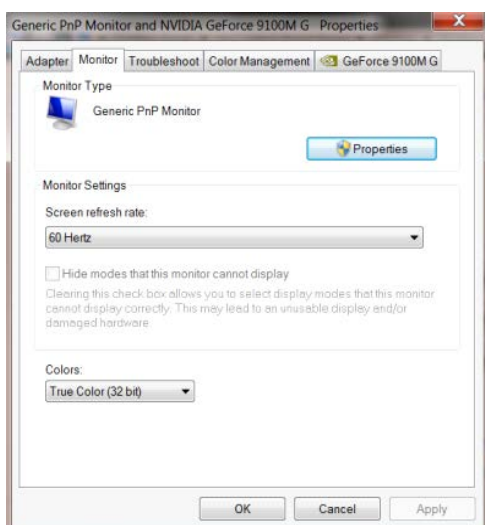 Generic PnP Monitor and NVIDIA GeForce 9100M G Properties
Adapter Monitor Troubleshoot Color Management GeForce 9100M G
Monitor Type
Generic PnP Monitor
Properties
Monitor Settings
Screen refresh rate:
60 Hertz
Hide modes that this monitor cannot display
Clearing this check box allows you to select display modes that this monitor
cannot display correctly. This may lead to an unusable display and/or
damaged hardware.
Colors:
True Color (32 bit)
OK Cancel Apply